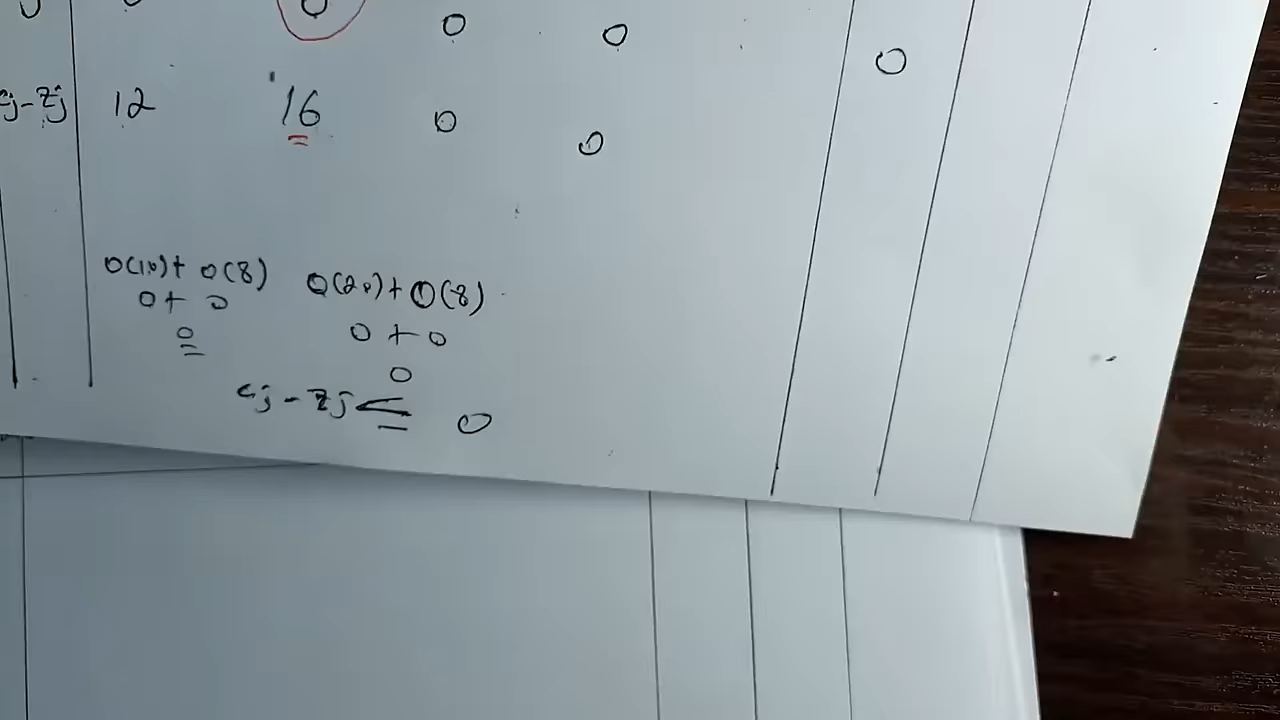 0 0 0 0
Cj-Zj 12 16 0 0
0(10)+ 0(8) 0(20)+0(8)
0+ 0 0 + 0
0 0
Cj - Zj ≤ 0